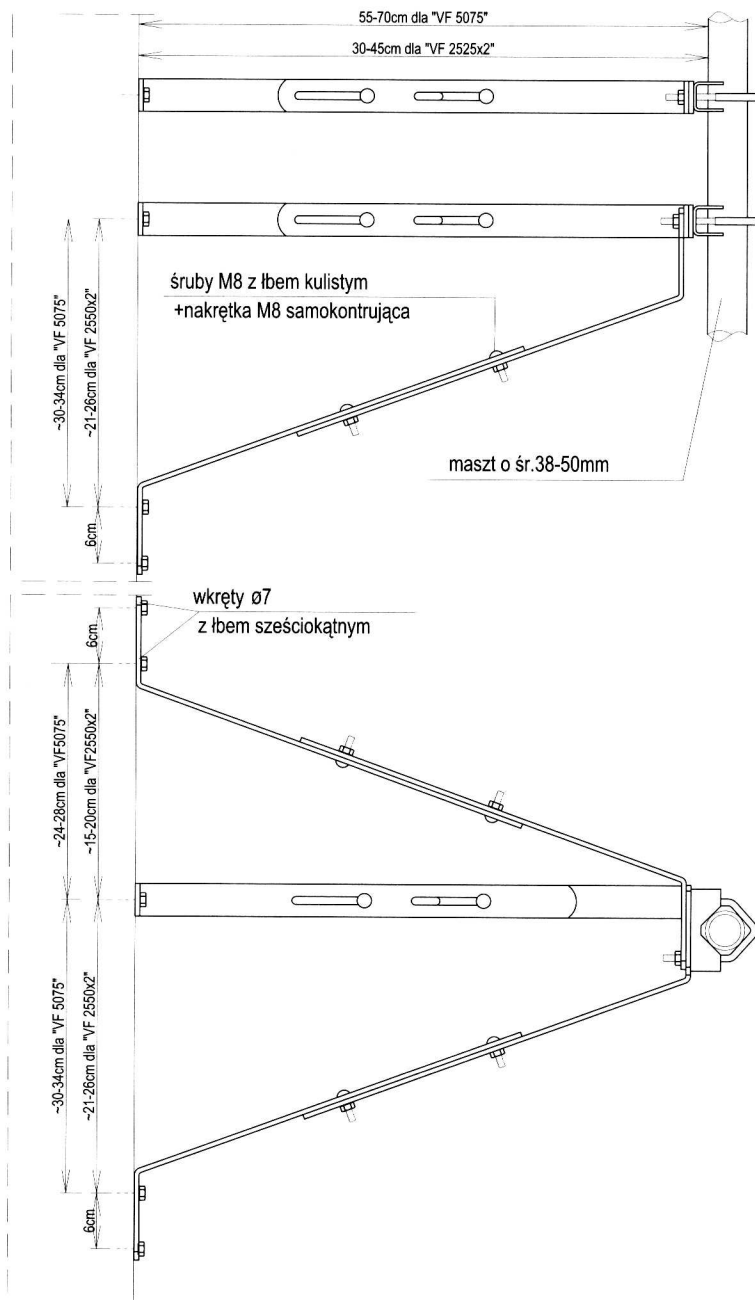 55-70cm dla "VF 5075"
30-45cm dla "VF 2525x2"
śruby M8 z łbem kulistym
+nakrętka M8 samokontrująca
~30-34cm dla "VF 5075"
~21-26cm dla "VF 2550x2"
maszt o śr.38-50mm
6cm
wkręty ø7
z łbem sześciokątnym
6cm
~24-28cm dla "VF5075"
~15-20cm dla "VF2550x2"
~30-34cm dla "VF 5075"
~21-26cm dla "VF 2550x2"
6cm